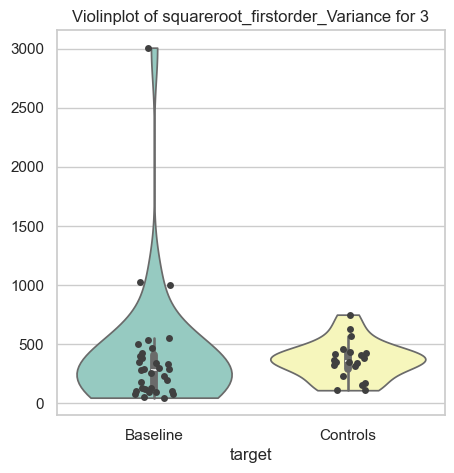 Violinplot of squareroot_firstorder_Variance for 3
3000
2500
2000
1500
1000
500
0
Baseline Controls
target